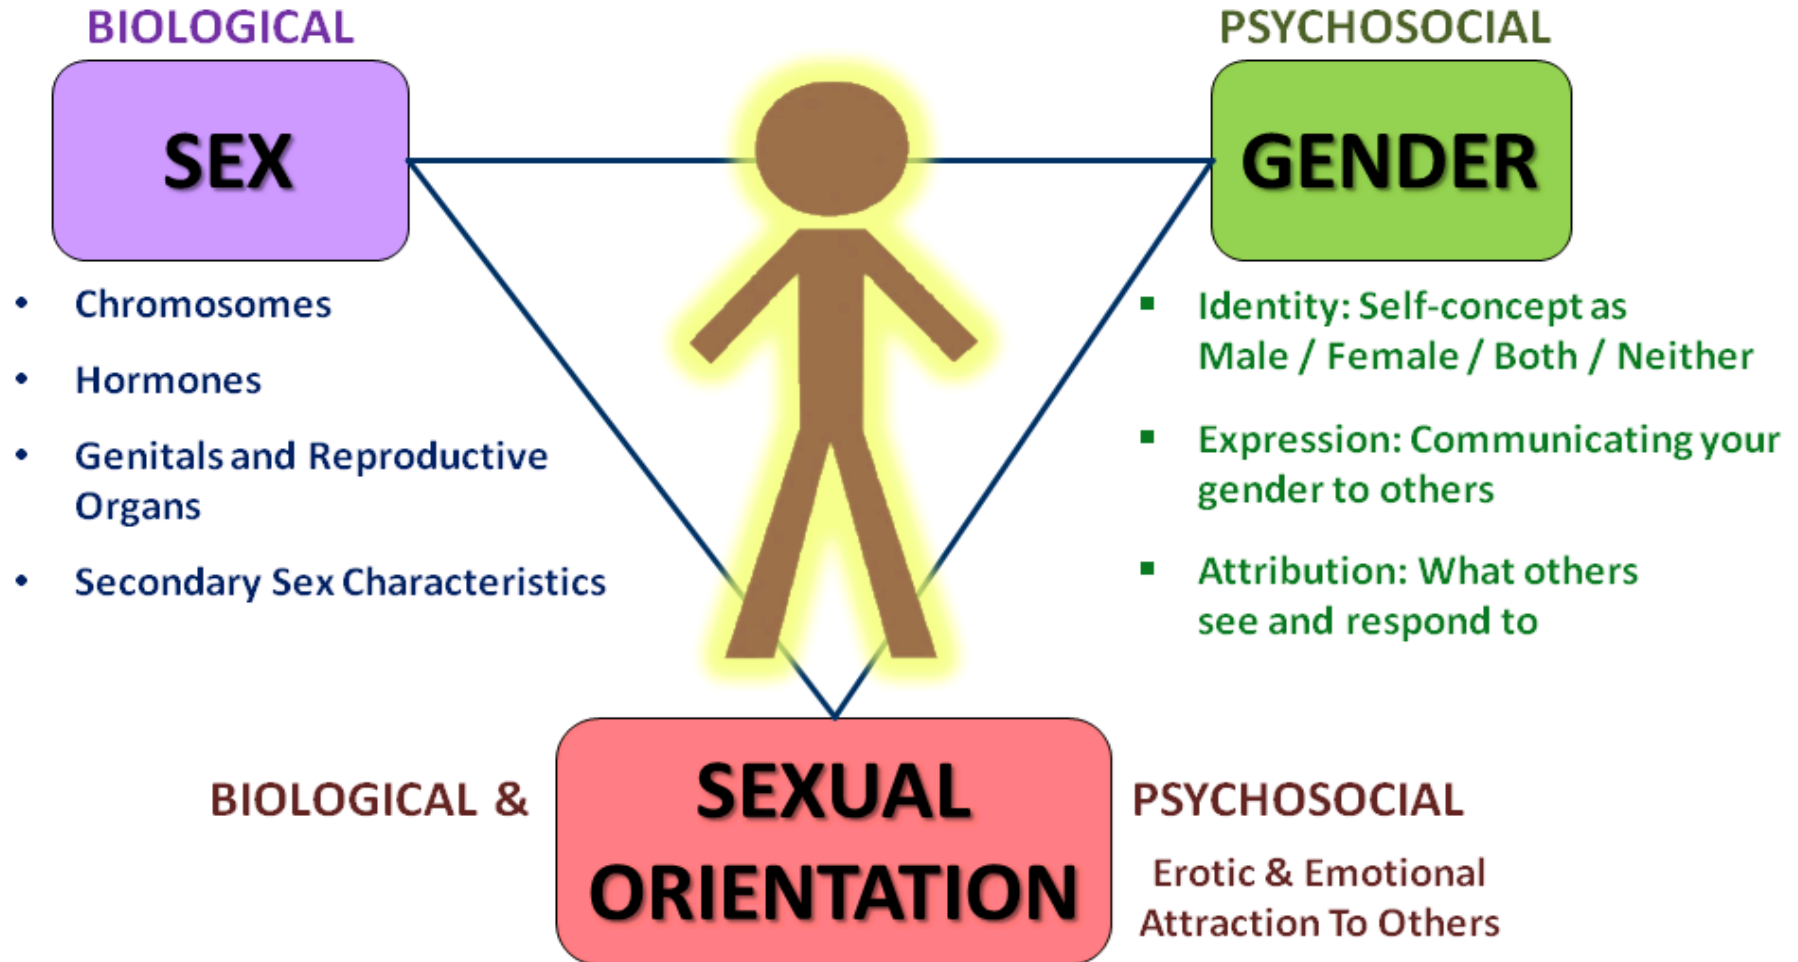 BIOLOGICAL
SEX
• Chromosomes
• Hormones
• Genitals and Reproductive
Organs
• Secondary Sex Characteristics
PSYCHOSOCIAL
GENDER
▪ Identity: Self-concept as
Male / Female / Both / Neither
▪ Expression: Communicating your
gender to others
▪ Attribution: What others
see and respond to
BIOLOGICAL &
SEXUAL
ORIENTATION
PSYCHOSOCIAL
Erotic & Emotional
Attraction To Others